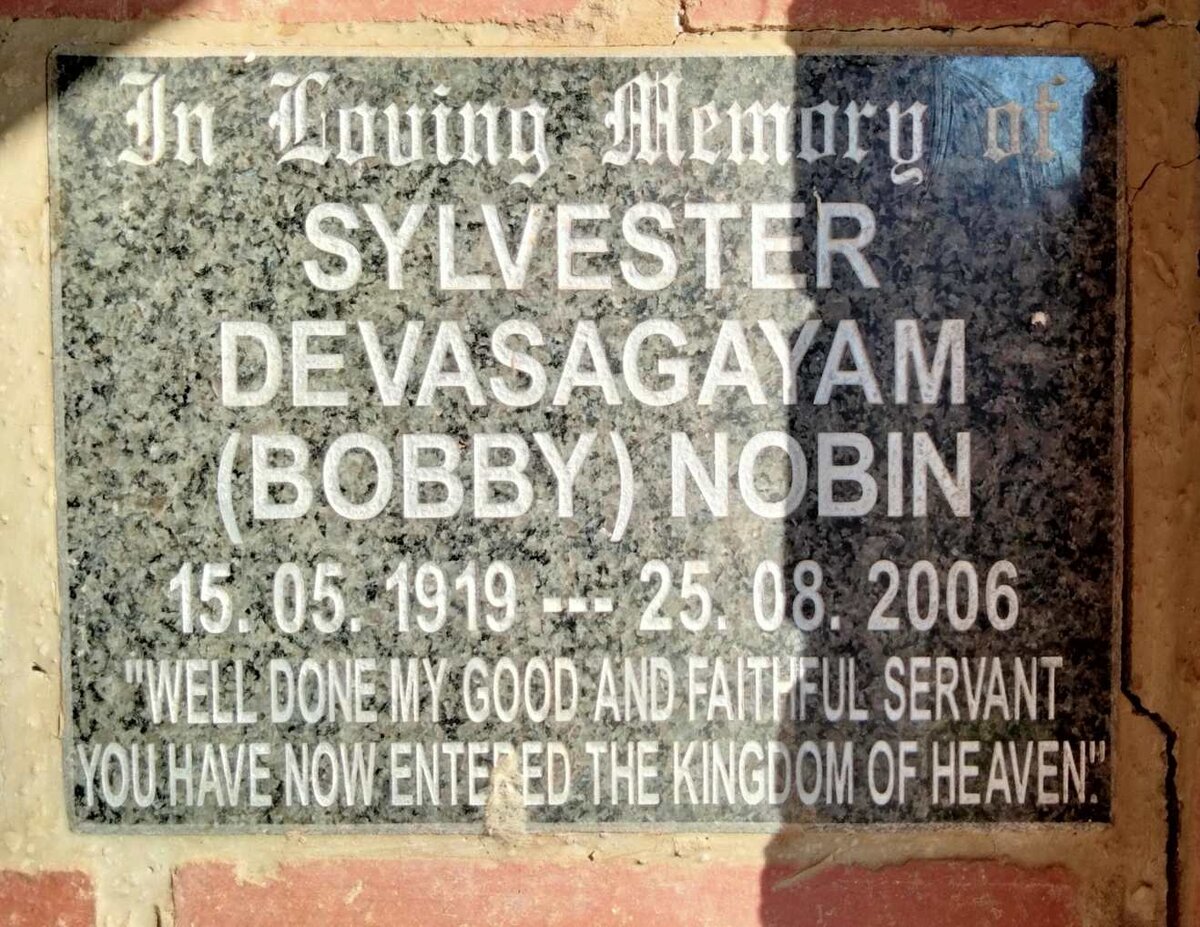 In Loving Memory of
SYLVESTER
DEVASAGAYAM
(BOBBY) NOBIN
15. 05. 1919 --- 25. 08. 2006
"WELL DONE MY GOOD AND FAITHFUL SERVANT
YOU HAVE NOW ENTERED THE KINGDOM OF HEAVEN".